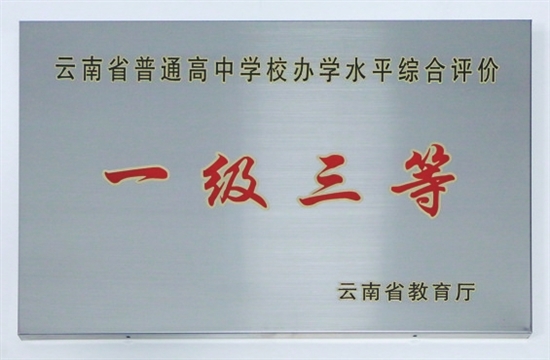 云南省普通高中学校办学水平综合评价
一级三等
云南省教育厅